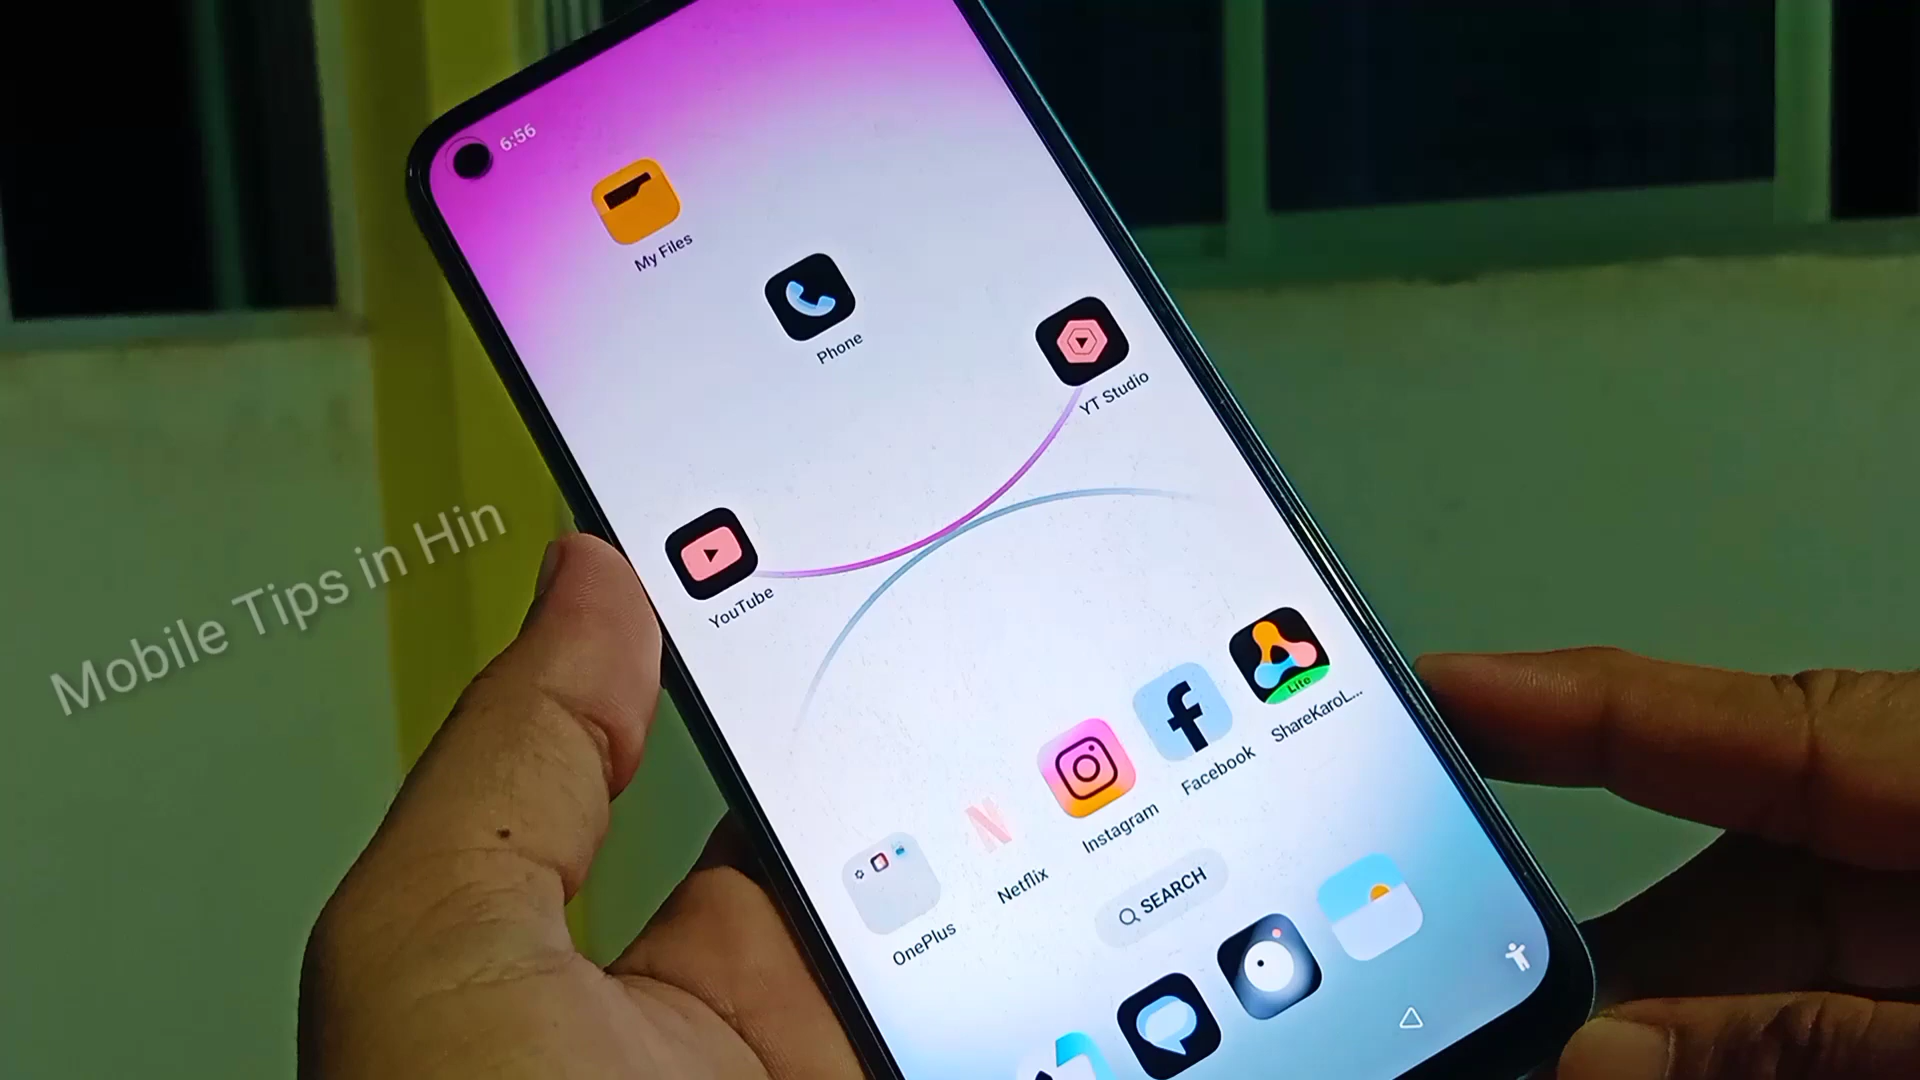 6:56
My Files
Phone
YT Studio
YouTube
Mobile Tips in Hin
Lite
ShareKaroL...
Facebook
Instagram
Netflix
OnePlus
SEARCH